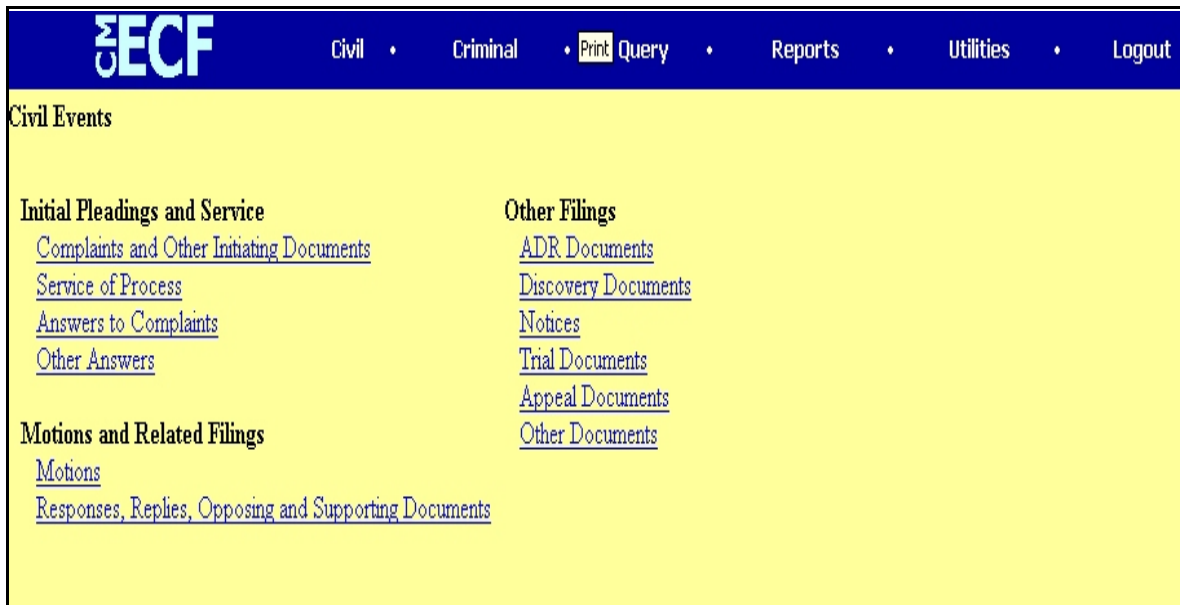 CM ECF Civil • Criminal • Print Query • Reports • Utilities • Logout
Civil Events
Initial Pleadings and Service
Complaints and Other Initiating Documents
Service of Process
Answers to Complaints
Other Answers
Motions and Related Filings
Motions
Responses, Replies, Opposing and Supporting Documents
Other Filings
ADR Documents
Discovery Documents
Notices
Trial Documents
Appeal Documents
Other Documents